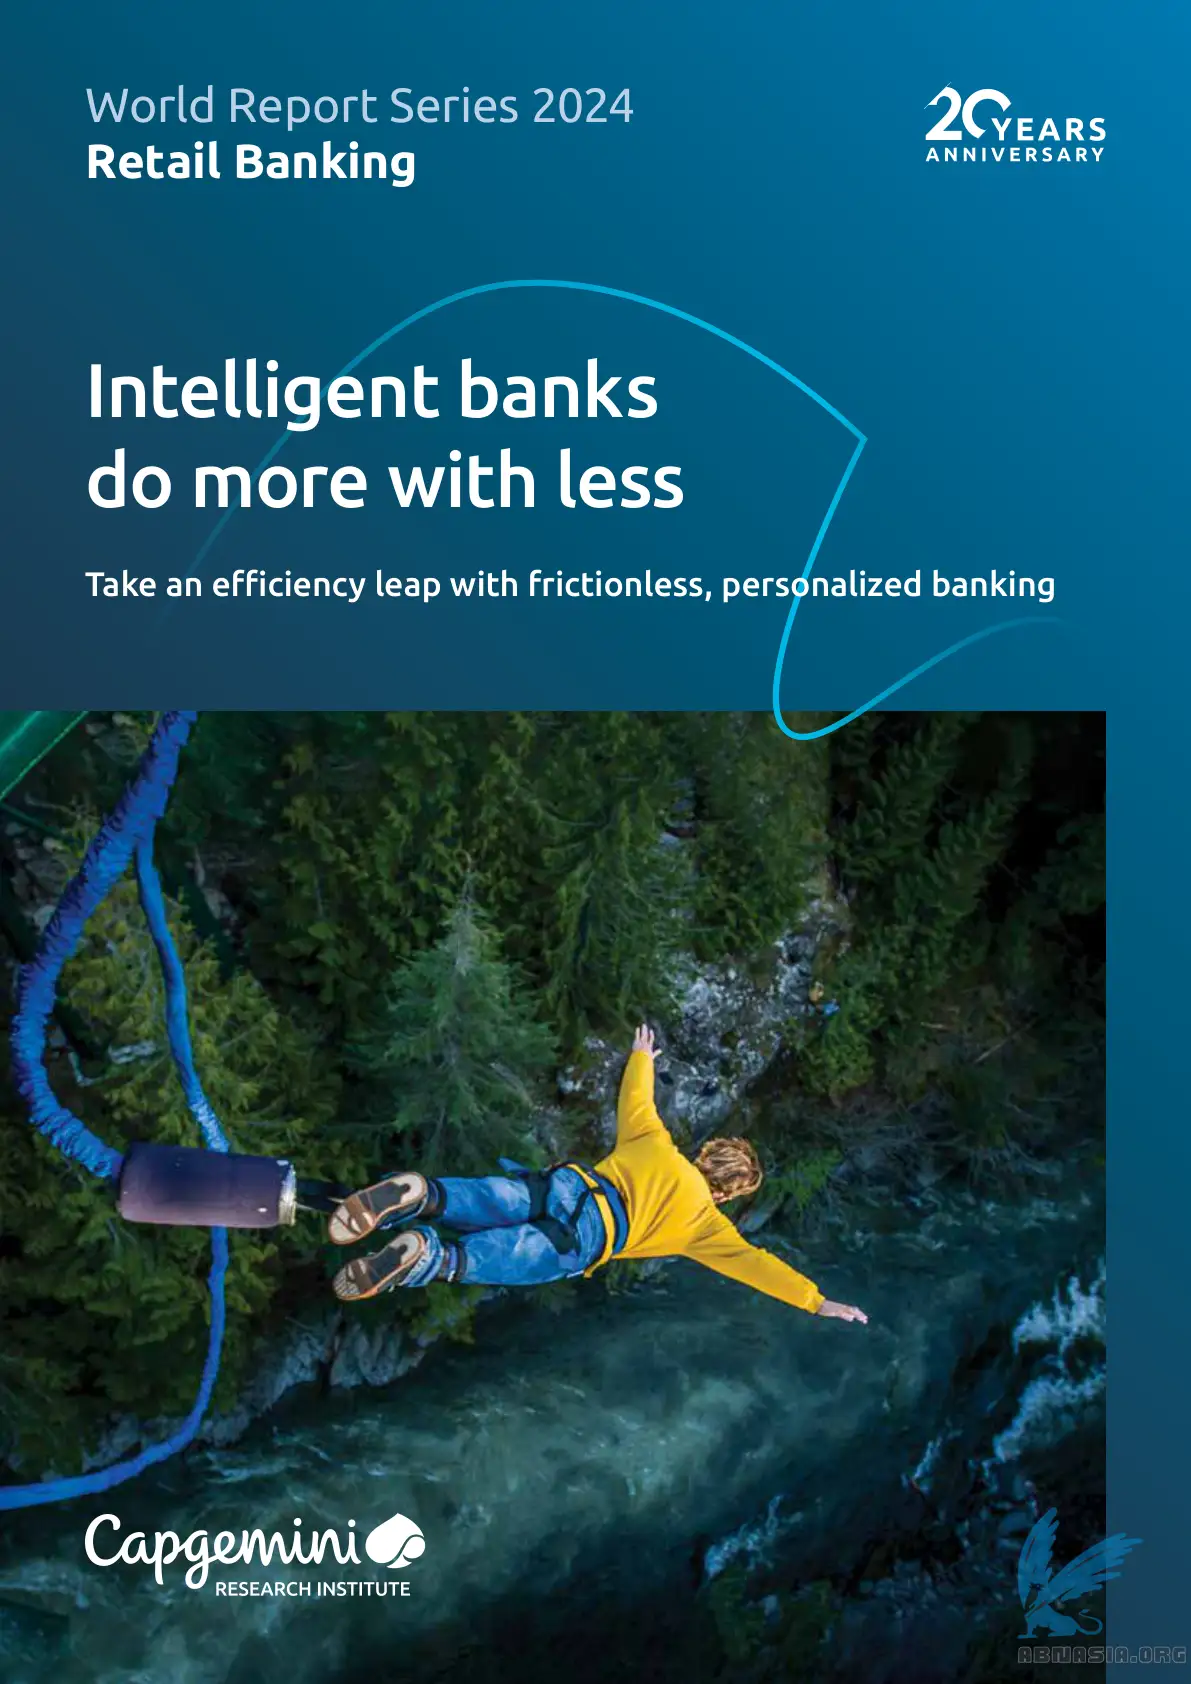 World Report Series 2024
Retail Banking
20 YEARS
ANNIVERSARY
Intelligent banks
do more with less
Take an efficiency leap with frictionless, personalized banking
Capgemini
RESEARCH INSTITUTE
ABNASIA.ORG